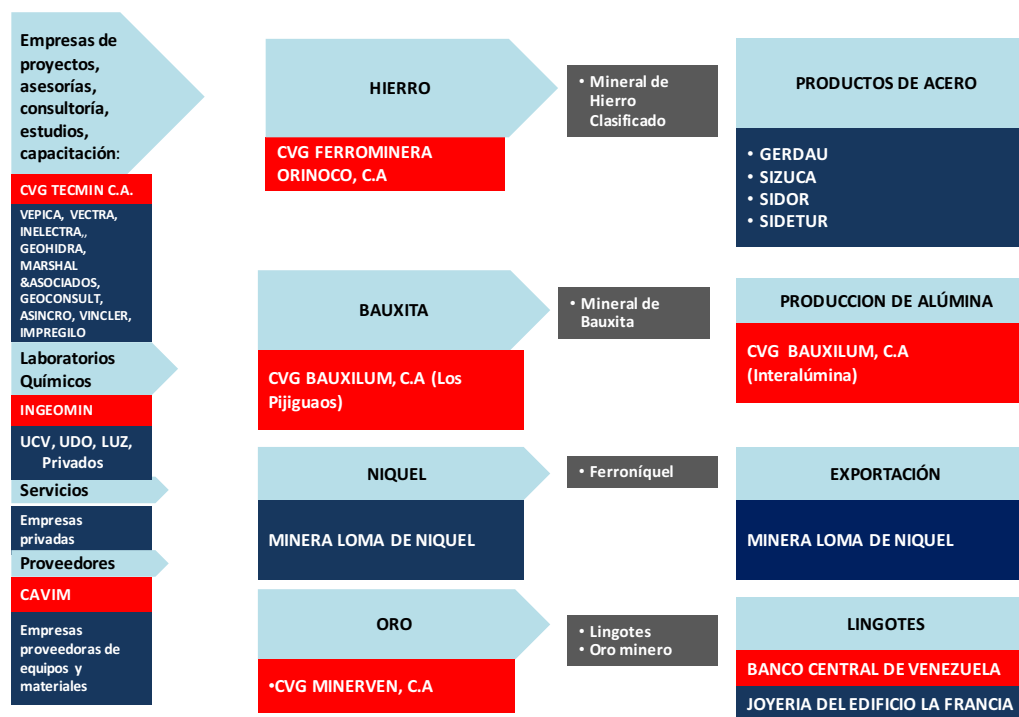 Empresas de
proyectos,
asesorías,
consultoría,
estudios,
capacitación:
CVG TECMIN C.A.
VEPICA, VECTRA,
INELECTRA,,
GEOHIDRA,
MARSHAL
&ASOCIADOS,
GEOCONSULT,
ASINCRO, VINCLER,
IMPREGILO
Laboratorios
Químicos
INGEOMIN
UCV, UDO, LUZ,
Privados
Servicios
Empresas
privadas
Proveedores
CAVIM
Empresas
proveedoras de
equipos y
materiales
HIERRO
CVG FERROMINERA
ORINOCO, C.A
• Mineral de
Hierro
Clasificado
PRODUCTOS DE ACERO
• GERDAU
• SIZUCA
• SIDOR
• SIDETUR
BAUXITA
CVG BAUXILUM, C.A (Los
Pijiguaos)
• Mineral de
Bauxita
PRODUCCION DE ALÚMINA
CVG BAUXILUM, C.A
(Interalúmina)
NIQUEL
MINERA LOMA DE NIQUEL
• Ferroníquel
EXPORTACIÓN
MINERA LOMA DE NIQUEL
ORO
•CVG MINERVEN, C.A
• Lingotes
• Oro minero
LINGOTES
BANCO CENTRAL DE VENEZUELA
JOYERIA DEL EDIFICIO LA FRANCIA